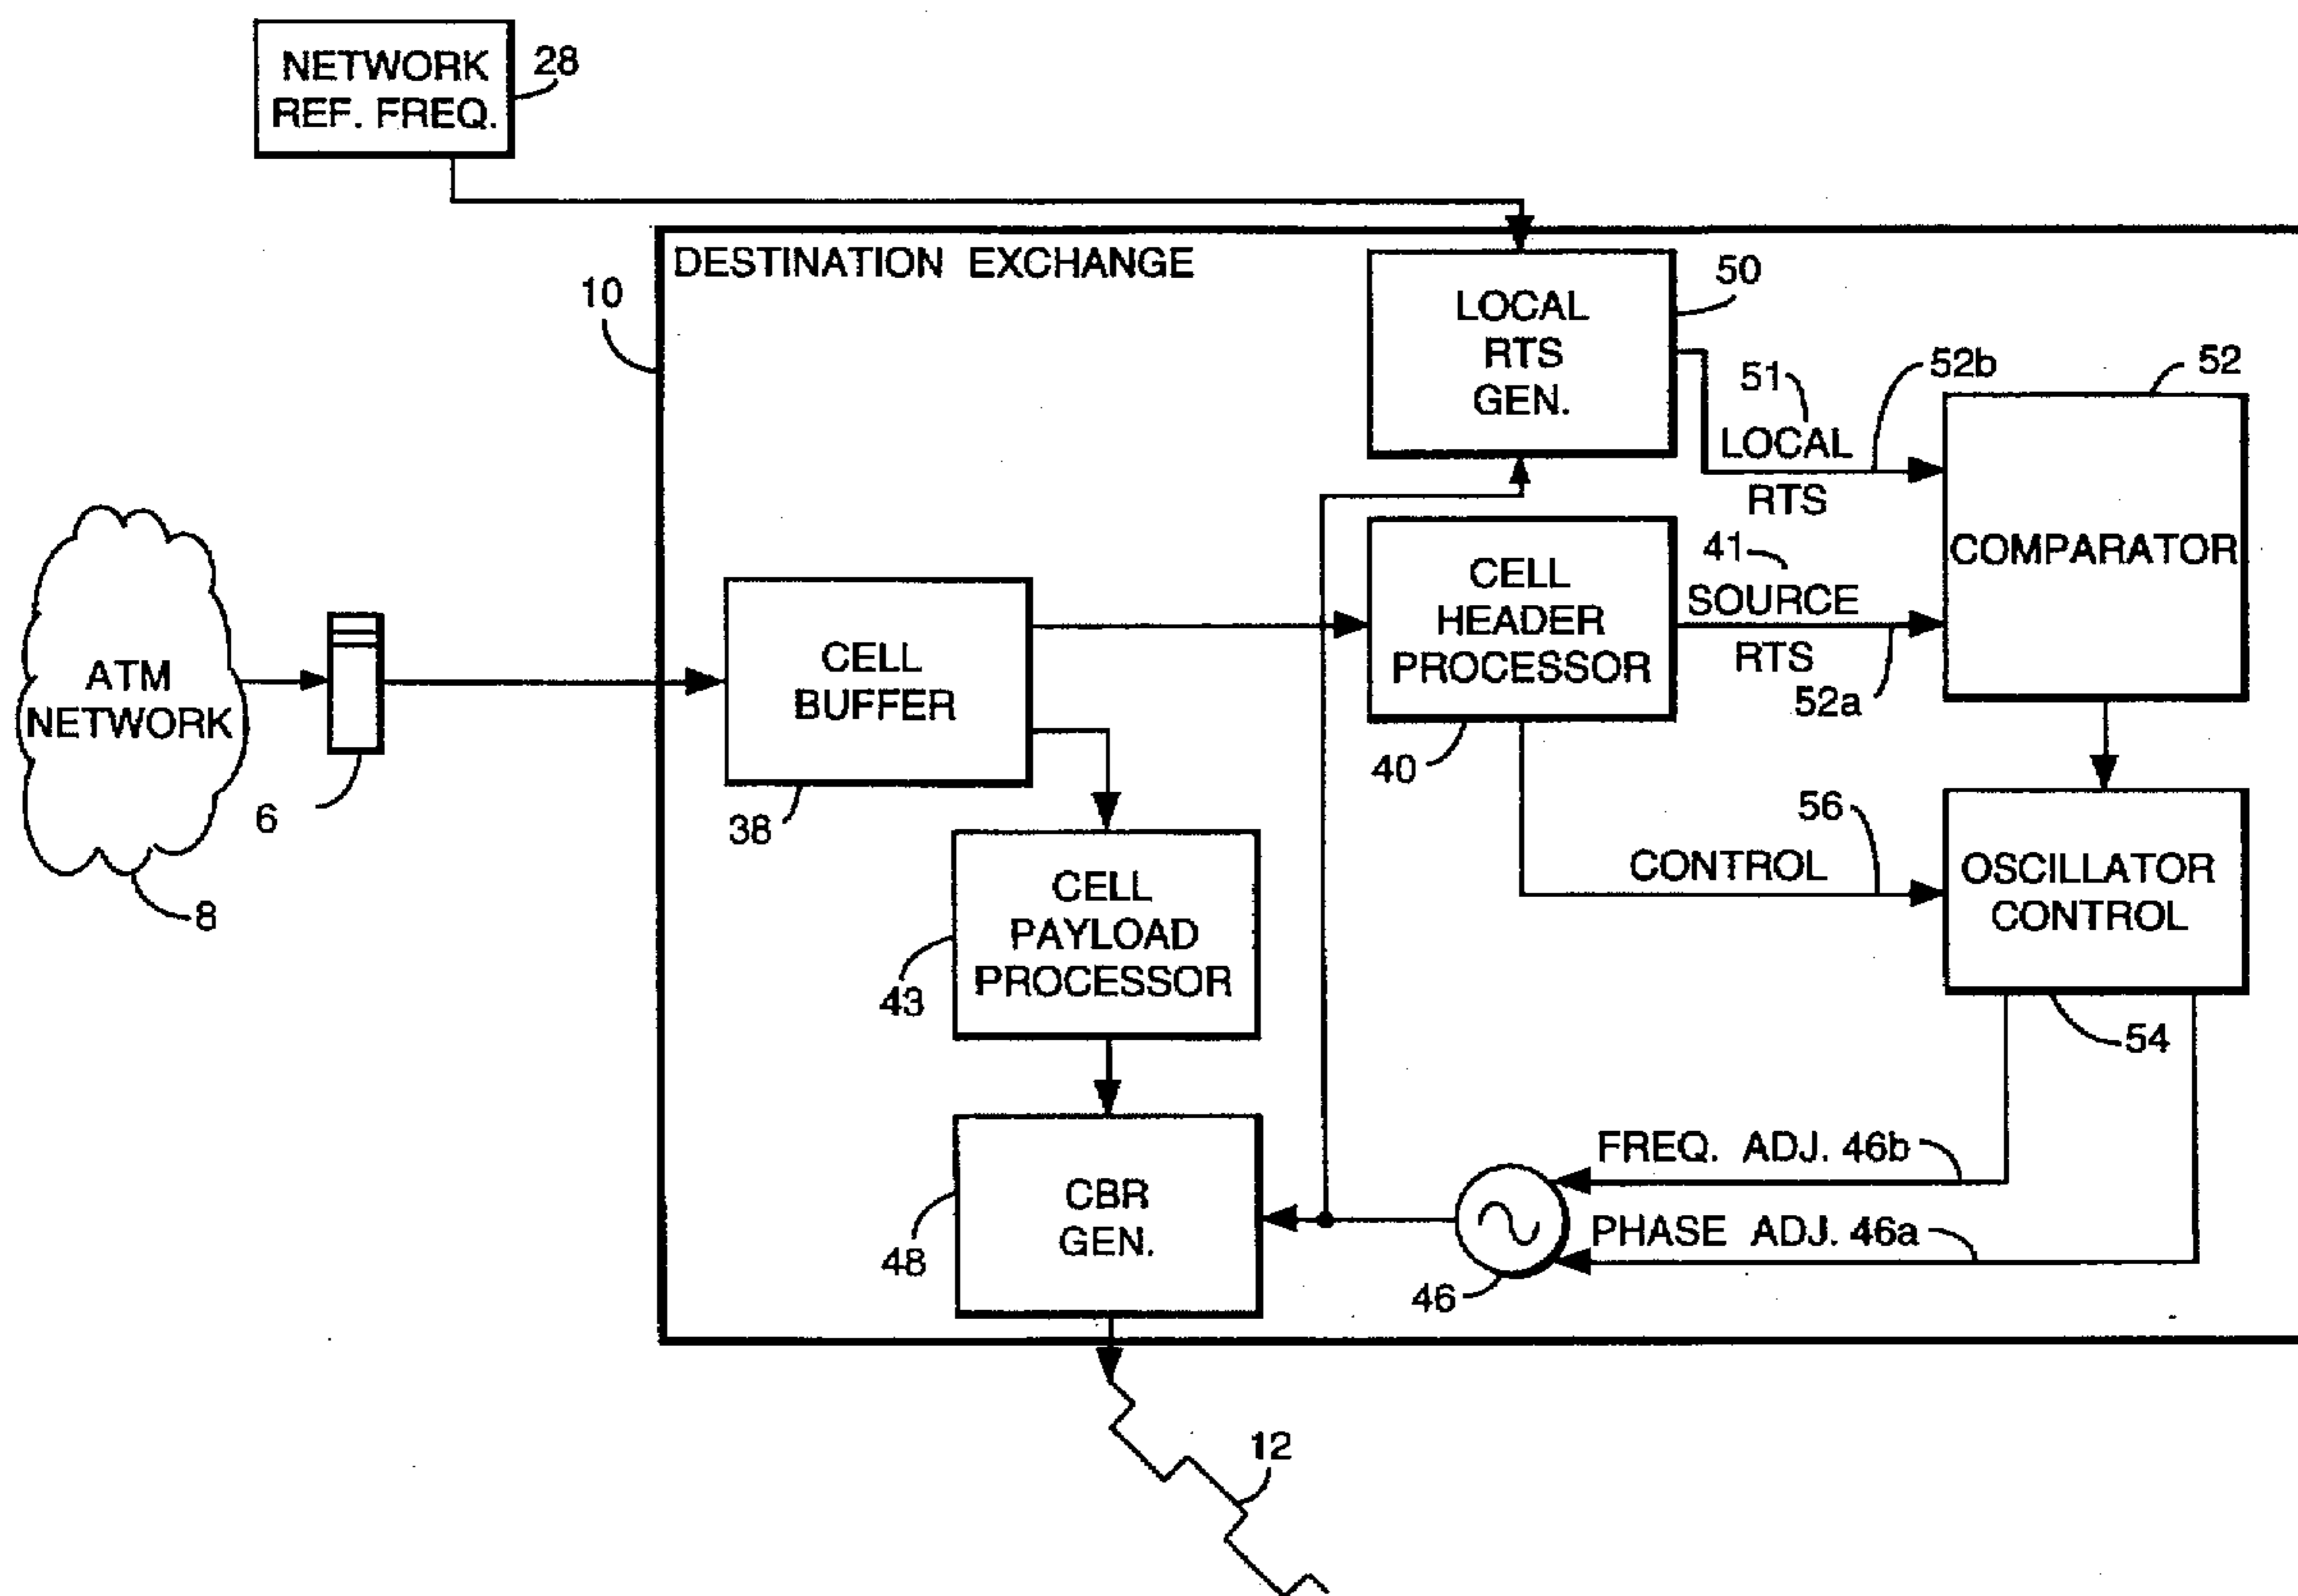 NETWORK
REF. FREQ.
28
DESTINATION EXCHANGE
10
LOCAL
RTS
GEN.
50
51
LOCAL
RTS
52b
52
COMPARATOR
41
SOURCE
RTS
52a
CELL
HEADER
PROCESSOR
40
ATM
NETWORK
8
6
CELL
BUFFER
38
CELL
PAYLOAD
PROCESSOR
43
CONTROL
56
OSCILLATOR
CONTROL
54
FREQ. ADJ. 46b
PHASE ADJ. 46a
46
CBR
GEN.
48
12